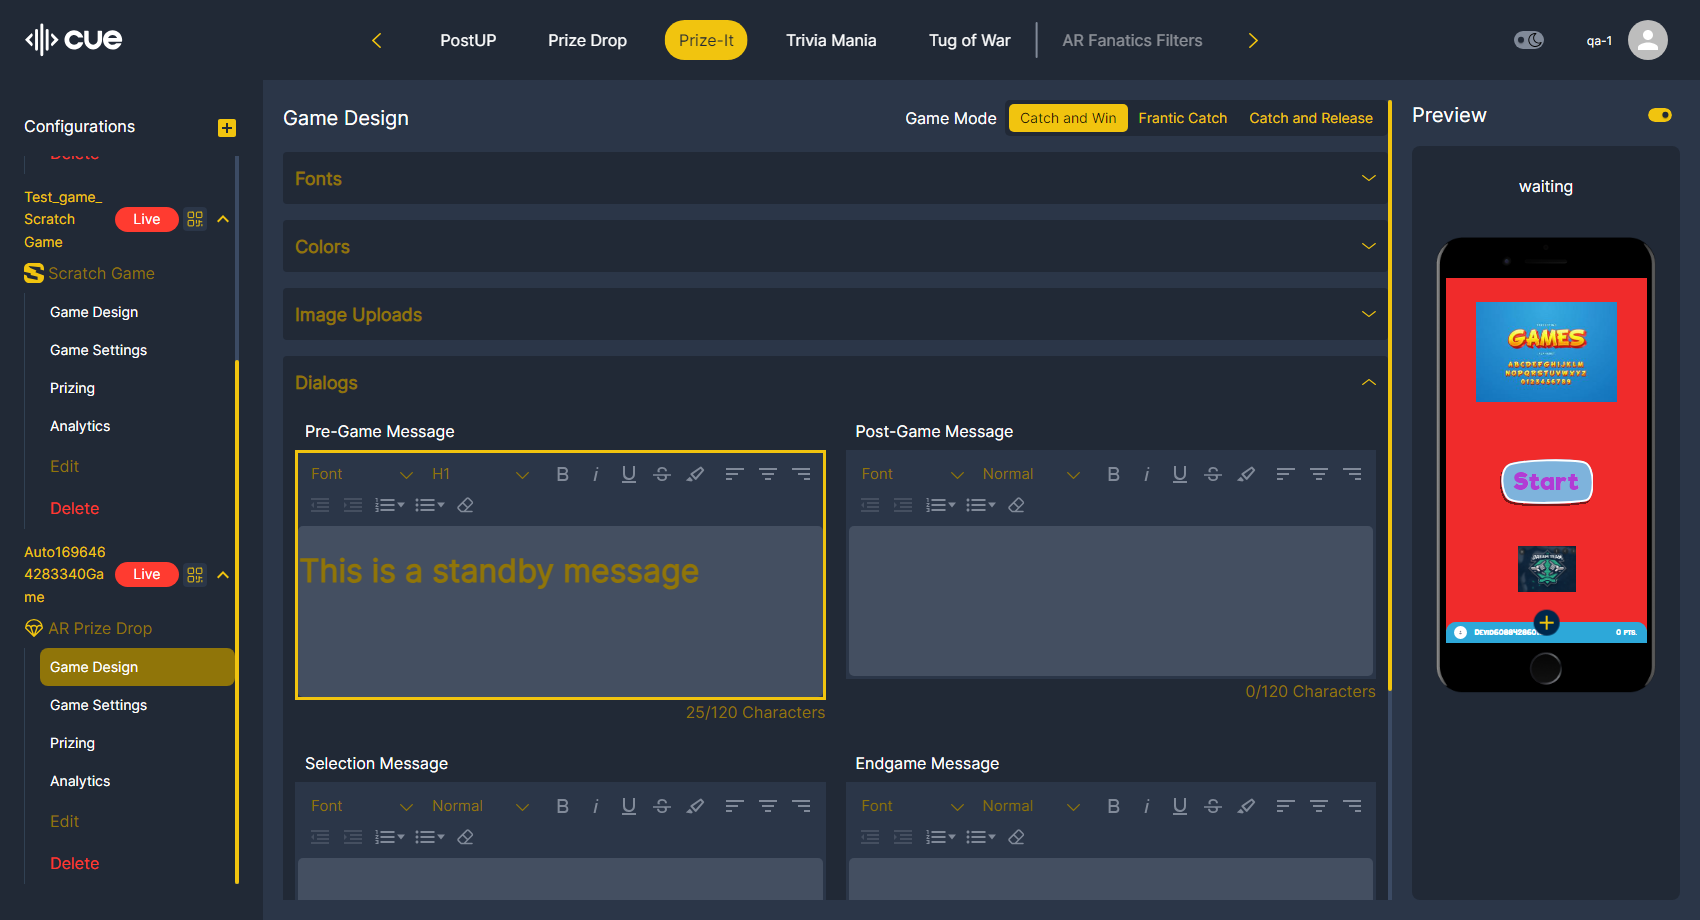 cue
PostUP
Prize Drop
Prize-It
Trivia Mania
Tug of War
AR Fanatics Filters
qa-1
Configurations
Delete
Test_game_
Scratch
Game
Live
Scratch Game
Game Design
Game Settings
Prizing
Analytics
Edit
Delete
Auto169646
4283340Ga
me
Live
AR Prize Drop
Game Design
Game Settings
Prizing
Analytics
Edit
Delete
Game Design
Game Mode
Catch and Win
Frantic Catch
Catch and Release
Fonts
Colors
Image Uploads
Dialogs
Pre-Game Message
Font
H1
This is a standby message
25/120 Characters
Post-Game Message
Font
Normal
0/120 Characters
Selection Message
Font
Normal
Endgame Message
Font
Normal
Preview
waiting
GAMES
ABCDEFGHIJKLM
NOPQRSTUVWXYZ
0123456789
Start
0 PTS.